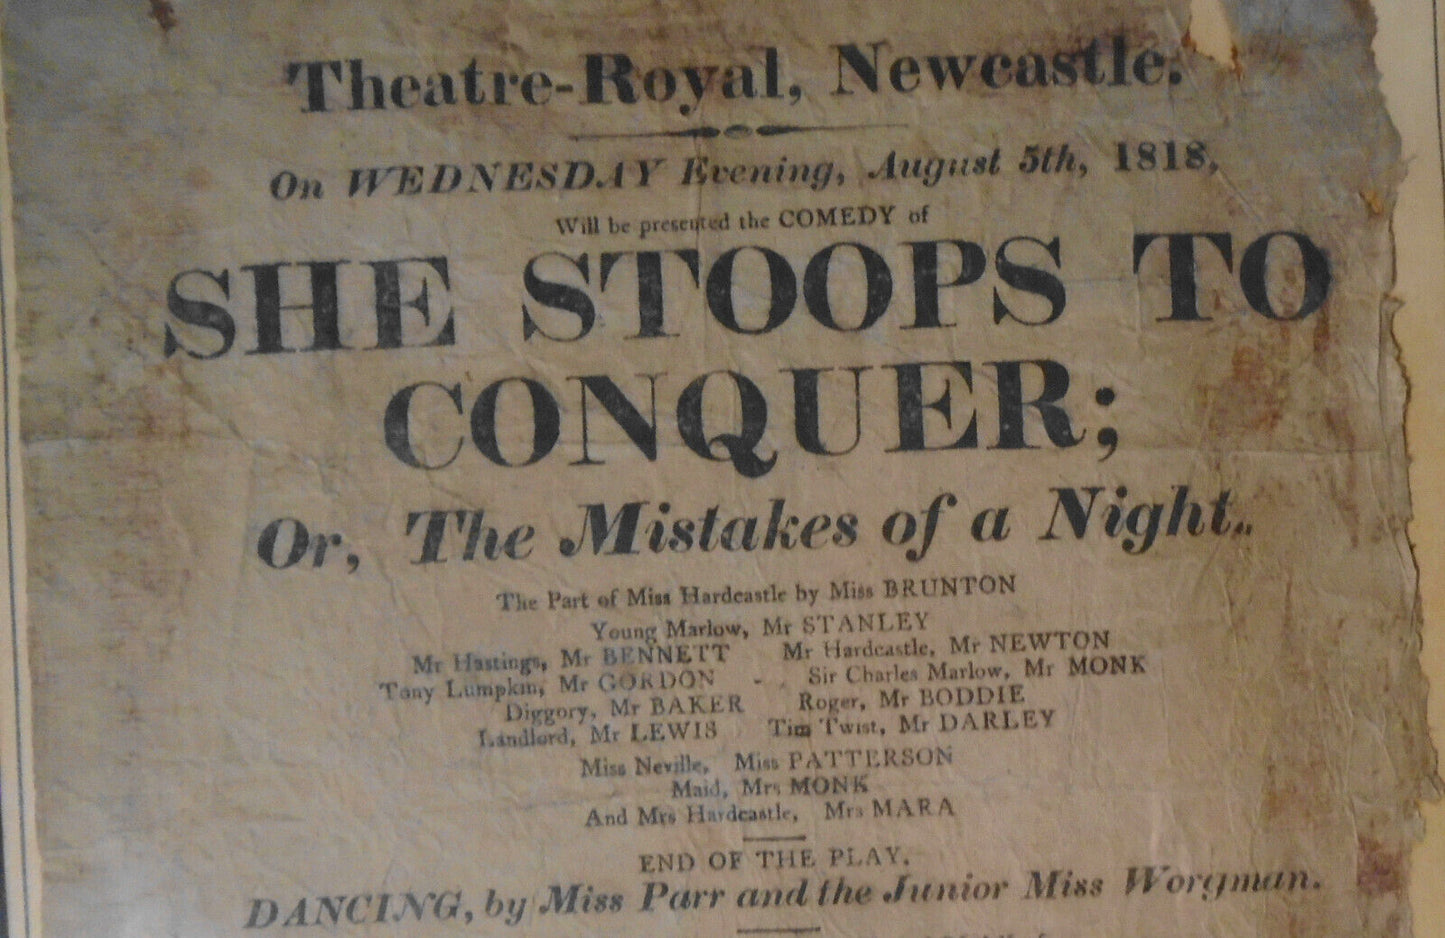 Theatre-Royal, Newcastle.
On WEDNESDAY Evening, August 5th, 1818,
Will be presented the COMEDY of
SHE STOOPS TO
CONQUER;
Or, The Mistakes of a Night.
The Part of Miss Hardcastle by Miss BRUNTON
Young Marlow, Mr STANLEY
Mr Hastings, Mr BENNETT Mr Hardcastle, Mr NEWTON
Tony Lumpkin, Mr GORDON - Sir Charles Marlow, Mr MONK
Diggory, Mr BAKER Roger, Mr BODDIE
Landlord, Mr LEWIS Tim Twist, Mr DARLEY
Miss Neville, Miss PATTERSON
Maid, Mrs MONK
And Mrs Hardcastle, Mrs MARA
END OF THE PLAY.
DANCING, by Miss Parr and the Junior Miss Worgman.